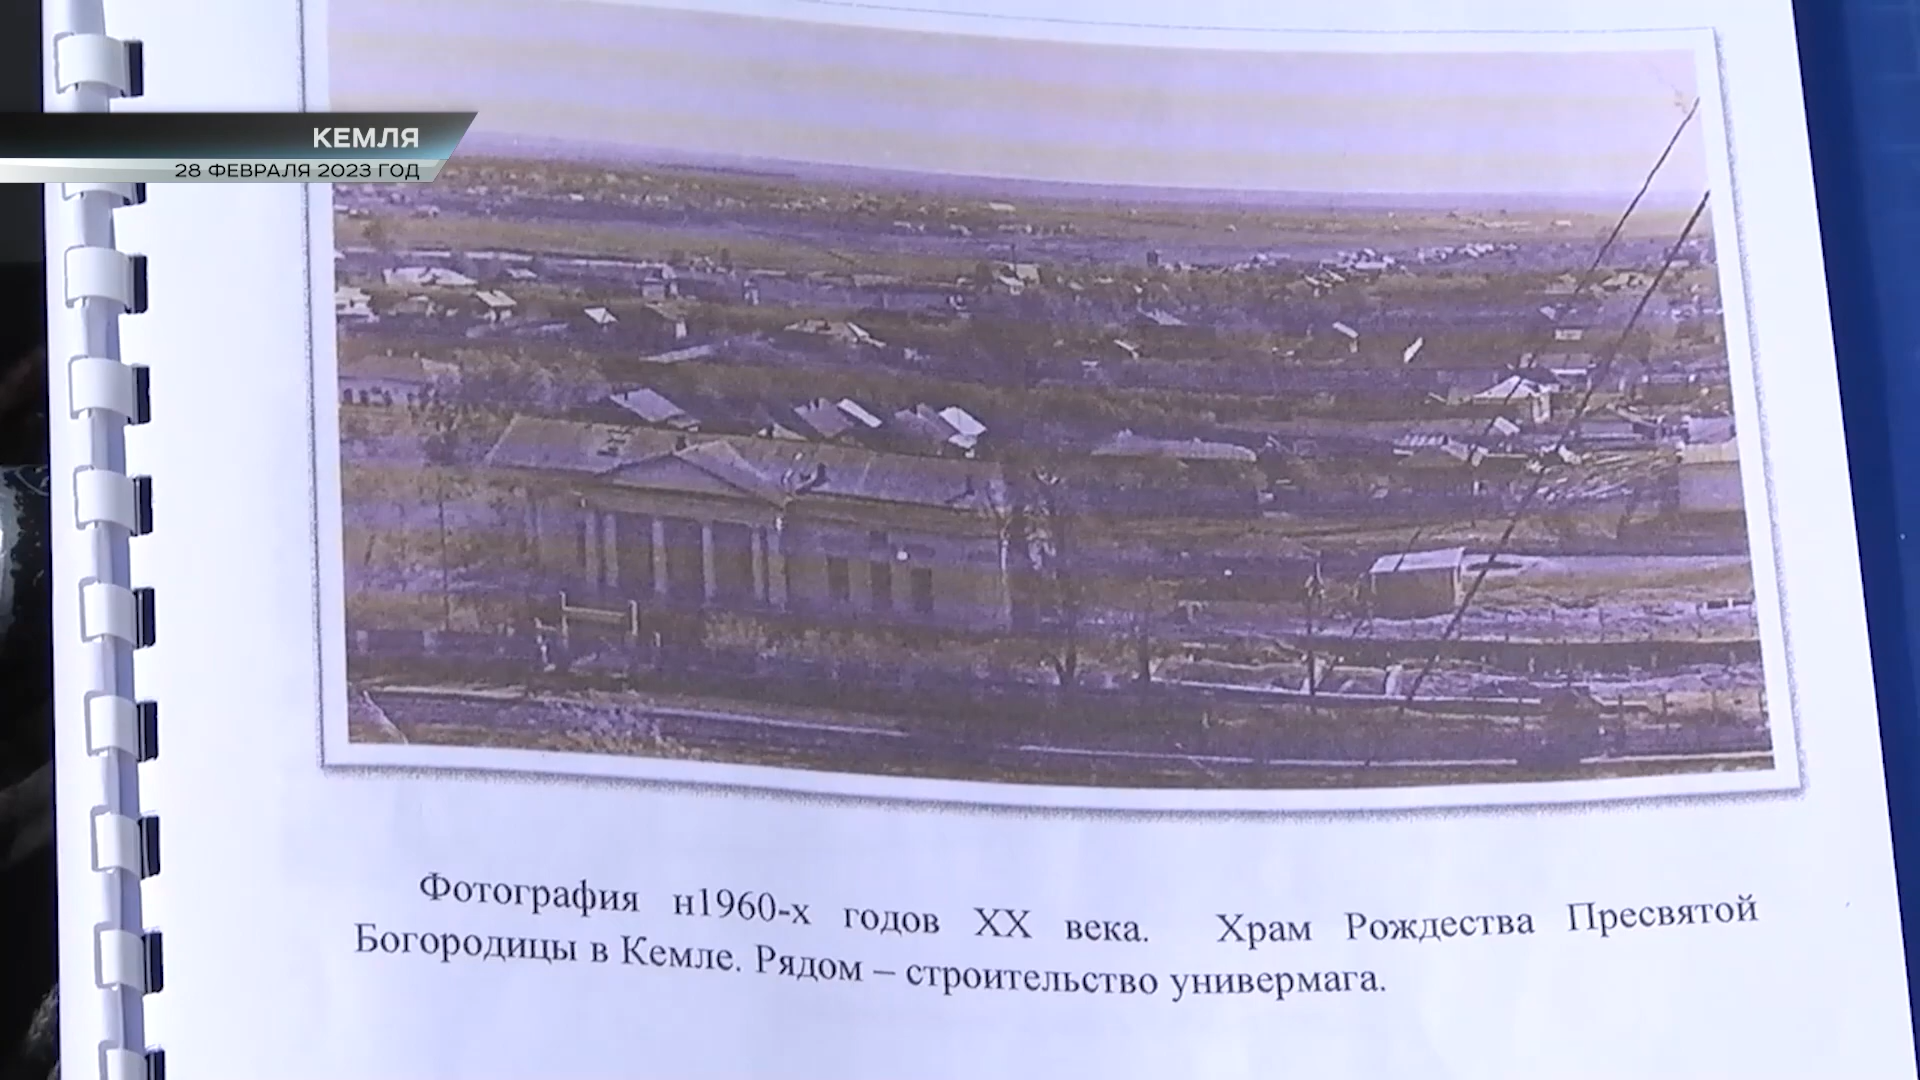 КЕМЛЯ
28 ФЕВРАЛЯ 2023 ГОД
Фотография н1960-х годов XX века. Храм Рождества Пресвятой
Богородицы в Кемле. Рядом – строительство универмага.